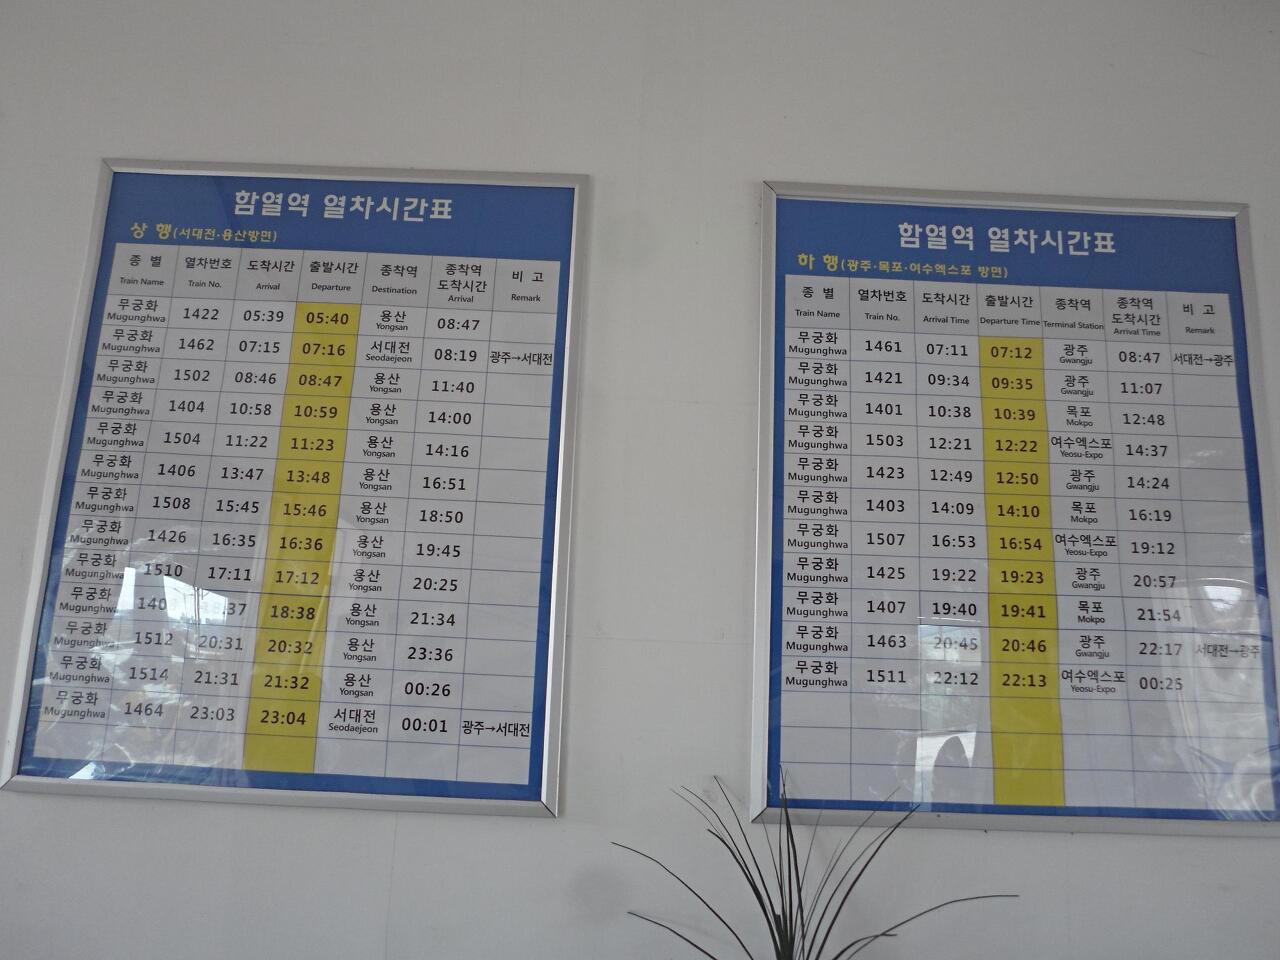 함열역 열차시간표
상 행(서대전·용산방면)
종 별 열차번호 도착시간 출발시간 종착역 종착역 도착시간 비 고
Train Name Train No. Arrival Departure Destination Arrival Remark
무궁화 Mugunghwa 1422 05:39 05:40 용산 Yongsan 08:47
무궁화 Mugunghwa 1462 07:15 07:16 서대전 Seodaejeon 08:19 광주→서대전
무궁화 Mugunghwa 1502 08:46 08:47 용산 Yongsan 11:40
무궁화 Mugunghwa 1404 10:58 10:59 용산 Yongsan 14:00
무궁화 Mugunghwa 1504 11:22 11:23 용산 Yongsan 14:16
무궁화 Mugunghwa 1406 13:47 13:48 용산 Yongsan 16:51
무궁화 Mugunghwa 1508 15:45 15:46 용산 Yongsan 18:50
무궁화 Mugunghwa 1426 16:35 16:36 용산 Yongsan 19:45
무궁화 Mugunghwa 1510 17:11 17:12 용산 Yongsan 20:25
무궁화 Mugunghwa 18:38 용산 Yongsan 21:34
무궁화 Mugunghwa 1512 20:31 20:32 용산 Yongsan 23:36
무궁화 Mugunghwa 1514 21:31 21:32 용산 Yongsan 00:26
무궁화 Mugunghwa 1464 23:03 23:04 서대전 Seodaejeon 00:01 광주→서대전
함열역 열차시간표
하 행(광주·목포·여수엑스포 방면)
종 별 열차번호 도착시간 출발시간 종착역 종착역 도착시간 비 고
Train Name Train No. Arrival Time Departure Time Terminal Station Arrival Time Remark
무궁화 Mugunghwa 1461 07:11 07:12 광주 Gwangju 08:47 서대전→광주
무궁화 Mugunghwa 1421 09:34 09:35 광주 Gwangju 11:07
무궁화 Mugunghwa 1401 10:38 10:39 목포 Mokpo 12:48
무궁화 Mugunghwa 1503 12:21 12:22 여수엑스포 Yeosu-Expo 14:37
무궁화 Mugunghwa 1423 12:49 12:50 광주 Gwangju 14:24
무궁화 Mugunghwa 1403 14:09 14:10 목포 Mokpo 16:19
무궁화 Mugunghwa 1507 16:53 16:54 여수엑스포 Yeosu-Expo 19:12
무궁화 Mugunghwa 1425 19:22 19:23 광주 Gwangju 20:57
무궁화 Mugunghwa 1407 19:40 19:41 목포 Mokpo 21:54
무궁화 Mugunghwa 1463 20:45 20:46 광주 Gwangju 22:17 서대전→광주
무궁화 Mugunghwa 1511 22:12 22:13 여수엑스포 Yeosu-Expo 00:25